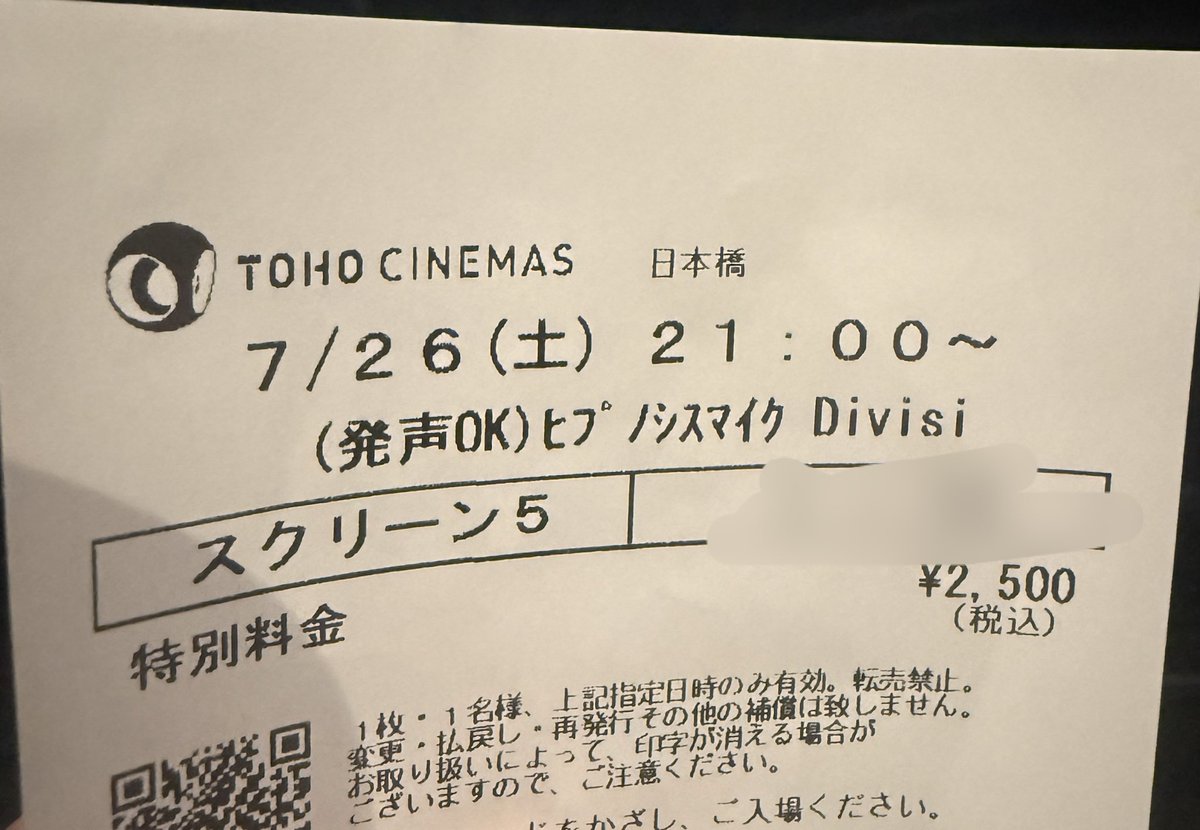 TOHO CINEMAS 日本橋
7/26(土) 21:00～
(発声OK)ﾋﾌﾟﾉｼｽﾏｲｸ Divisi
スクリーン5
¥2,500
(税込)
特別料金
1枚・1名様、上記指定日時のみ有効。転売禁止。
変更・払戻し・再発行その他の補償は致しません。
お取り扱いによって、印字が消える場合が
ございますので、ご注意ください。
をかざし、ご入場ください。